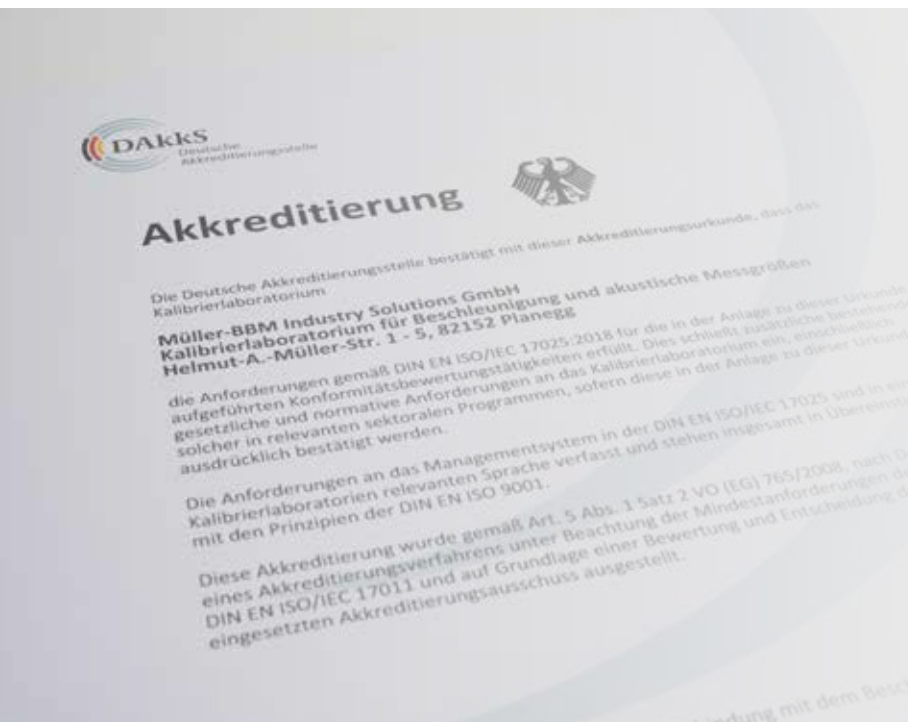 DAkkS
Deutsche
Akkreditierungsstelle
Akkreditierung
Die Deutsche Akkreditierungsstelle bestätigt mit dieser Akkreditierungsurkunde, dass das
Kalibrierlaboratorium
Müller-BBM Industry Solutions GmbH
Kalibrierlaboratorium für Beschleunigung und akustische Messgrößen
Helmut-A.-Müller-Str. 1 - 5, 82152 Planegg
die Anforderungen gemäß DIN EN ISO/IEC 17025:2018 für die in der Anlage zu dieser Urkunde
aufgeführten Konformitätsbewertungstätigkeiten erfüllt. Dies schließt zusätzliche bestehende
gesetzliche und normative Anforderungen an das Kalibrierlaboratorium ein, einschließlich
solcher in relevanten sektoralen Programmen, sofern diese in der Anlage zu dieser Urkunde
ausdrücklich bestätigt werden.
Die Anforderungen an das Managementsystem in der DIN EN ISO/IEC 17025 sind in
Kalibrierlaboratorien relevanten Sprache verfasst und stehen insgesamt in
mit den Prinzipien der DIN EN ISO 9001.
Diese Akkreditierung wurde gemäß Art. 5 Abs. 1 Satz 2 VO (EG) 765/2008, nach
eines Akkreditierungsverfahrens unter Beachtung der Mindestanforderungen
DIN EN ISO/IEC 17011 und auf Grundlage einer Bewertung und Entscheidung
eingesetzten Akkreditierungsausschuss ausgestellt.
mit dem